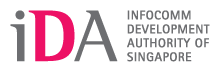 iDA
INFOCOMM
DEVELOPMENT
AUTHORITY OF
SINGAPORE